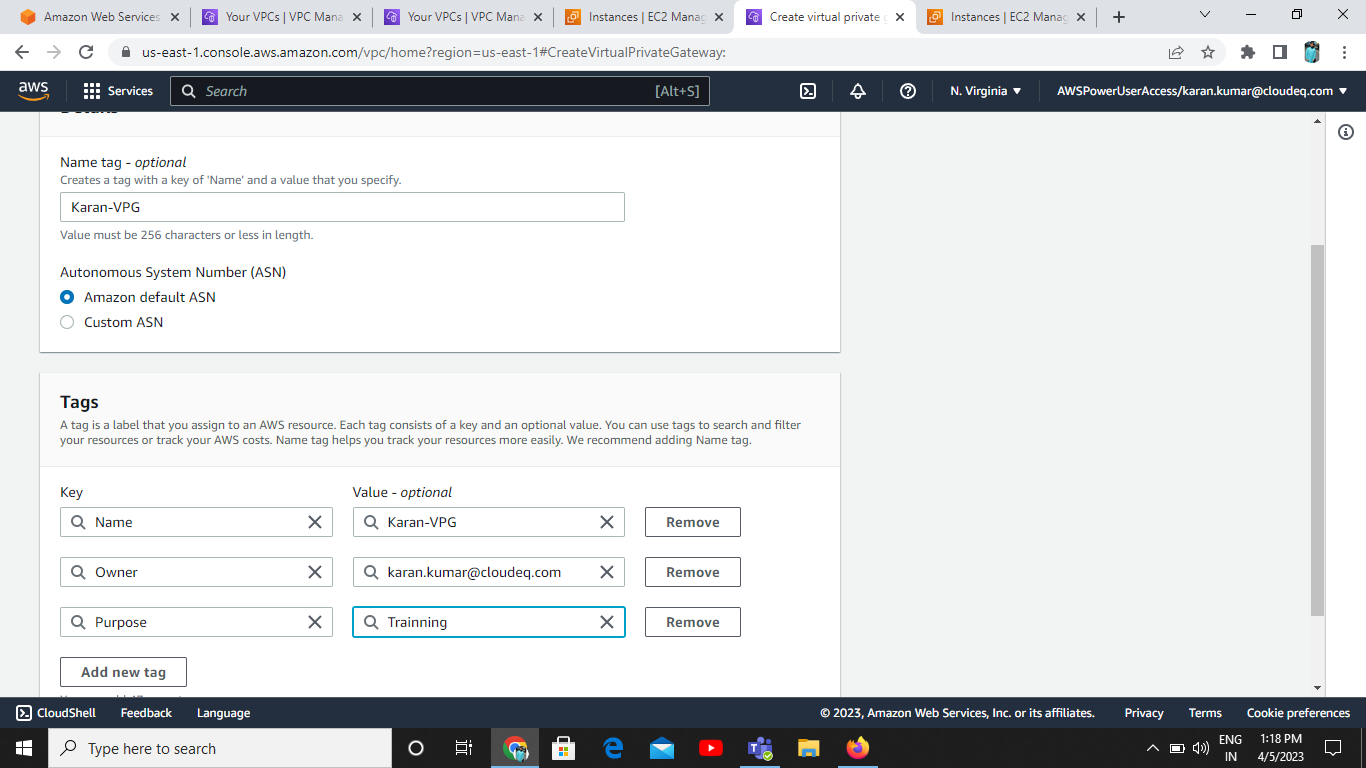 Amazon Web Services
Your VPCs | VPC Mana
Your VPCs | VPC Mana
Instances | EC2 Manag
Create virtual private g
Instances | EC2 Manag
us-east-1.console.aws.amazon.com/vpc/home?region=us-east-1#CreateVirtualPrivateGateway:
aws
Services
Search
[Alt+S]
N. Virginia
AWSPowerUserAccess/karan.kumar@cloudeq.com
Details
Name tag - optional
Creates a tag with a key of 'Name' and a value that you specify.
Karan-VPG
Value must be 256 characters or less in length.
Autonomous System Number (ASN)
Amazon default ASN
Custom ASN
Tags
A tag is a label that you assign to an AWS resource. Each tag consists of a key and an optional value. You can use tags to search and filter
your resources or track your AWS costs. Name tag helps you track your resources more easily. We recommend adding Name tag.
Key
Value - optional
Name
Karan-VPG
Remove
Owner
karan.kumar@cloudeq.com
Remove
Purpose
Trainning
Remove
Add new tag
CloudShell
Feedback
Language
© 2023, Amazon Web Services, Inc. or its affiliates.
Privacy
Terms
Cookie preferences
Type here to search
ENG
IN
1:18 PM
4/5/2023